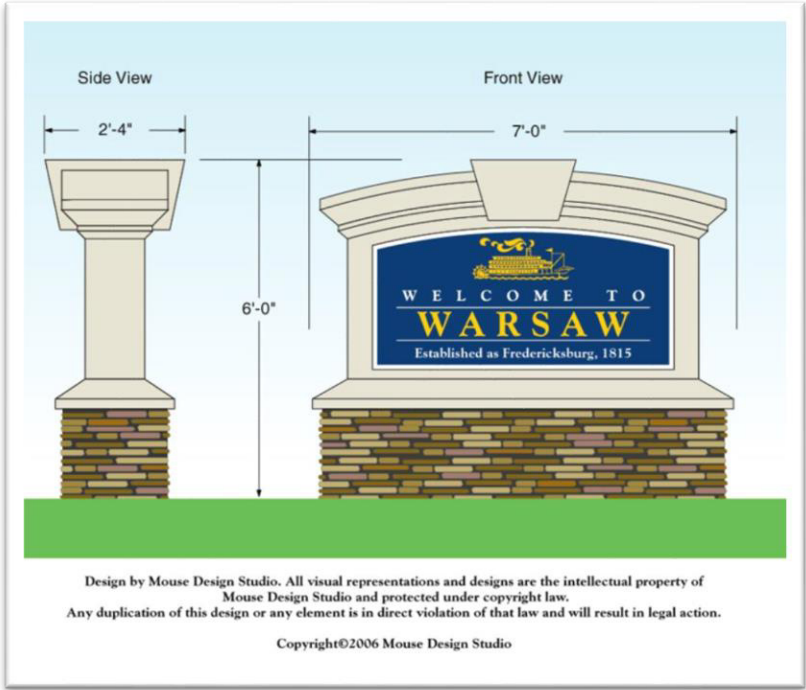 Side View
Front View
2'-4"
7'-0"
6'-0"
WELCOME TO
WARSAW
Established as Fredericksburg, 1815
Design by Mouse Design Studio. All visual representations and designs are the intellectual property of
Mouse Design Studio and protected under copyright law.
Any duplication of this design or any element is in direct violation of that law and will result in legal action.
Copyright©2006 Mouse Design Studio